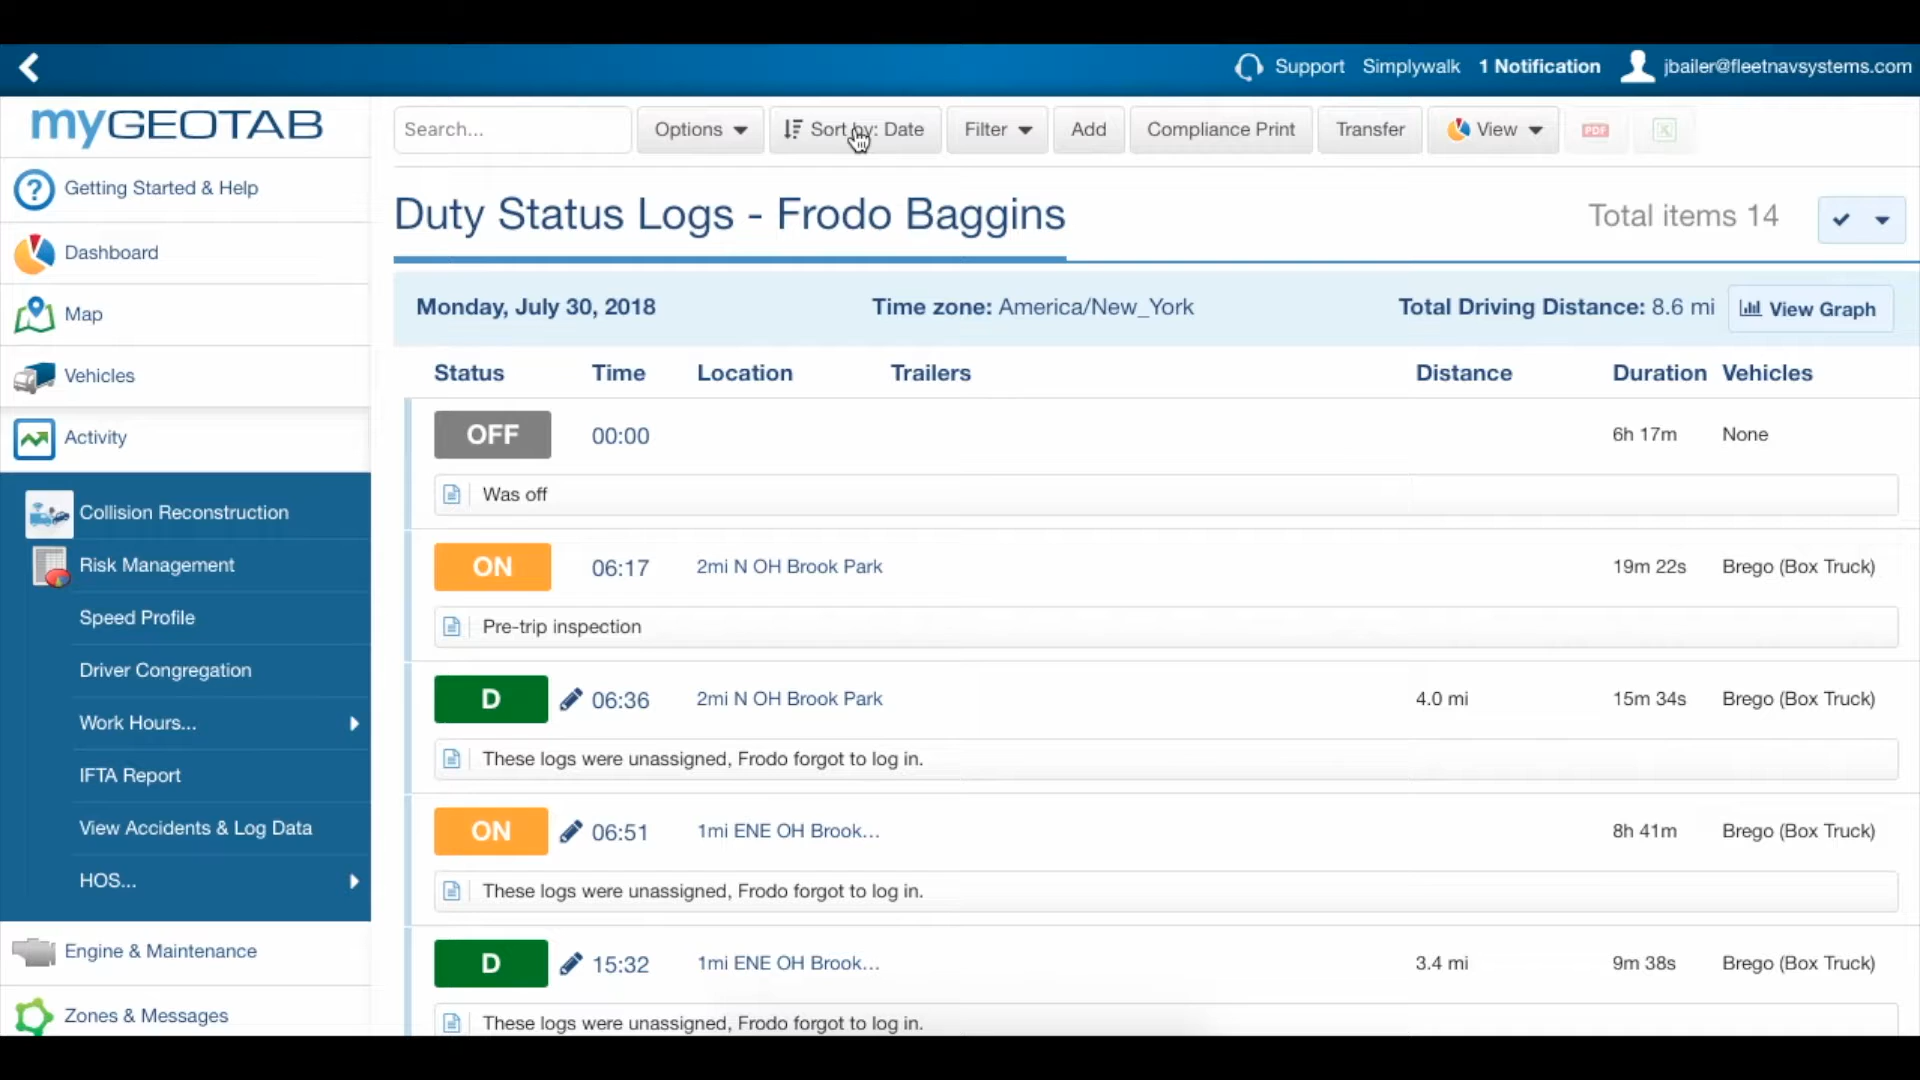 Support Simplywalk 1 Notification jbailer@fleetnavsystems.com
myGEOTAB
Search... Options Sort by: Date Filter Add Compliance Print Transfer View PDF X
Getting Started & Help
Dashboard
Map
Vehicles
Activity
Collision Reconstruction
Risk Management
Speed Profile
Driver Congregation
Work Hours...
IFTA Report
View Accidents & Log Data
HOS...
Engine & Maintenance
Zones & Messages
Duty Status Logs - Frodo Baggins Total items 14
Monday, July 30, 2018 Time zone: America/New_York Total Driving Distance: 8.6 mi View Graph
Status Time Location Trailers Distance Duration Vehicles
OFF 00:00 6h 17m None
Was off
ON 06:17 2mi N OH Brook Park 19m 22s Brego (Box Truck)
Pre-trip inspection
D 06:36 2mi N OH Brook Park 4.0 mi 15m 34s Brego (Box Truck)
These logs were unassigned, Frodo forgot to log in.
ON 06:51 1mi ENE OH Brook... 8h 41m Brego (Box Truck)
These logs were unassigned, Frodo forgot to log in.
D 15:32 1mi ENE OH Brook... 3.4 mi 9m 38s Brego (Box Truck)
These logs were unassigned, Frodo forgot to log in.